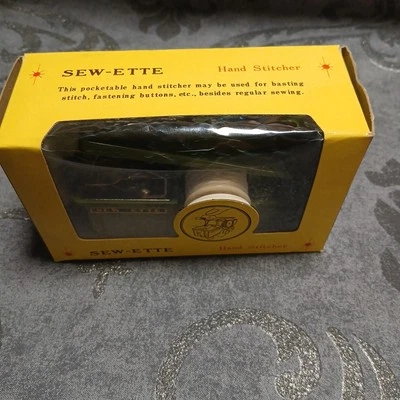 SEW-ETTE Hand Stitcher
This pocketable hand stitcher may be used for basting
stitch, fastening buttons, etc., besides regular sewing.
SEW-ETTE Hand Stitcher